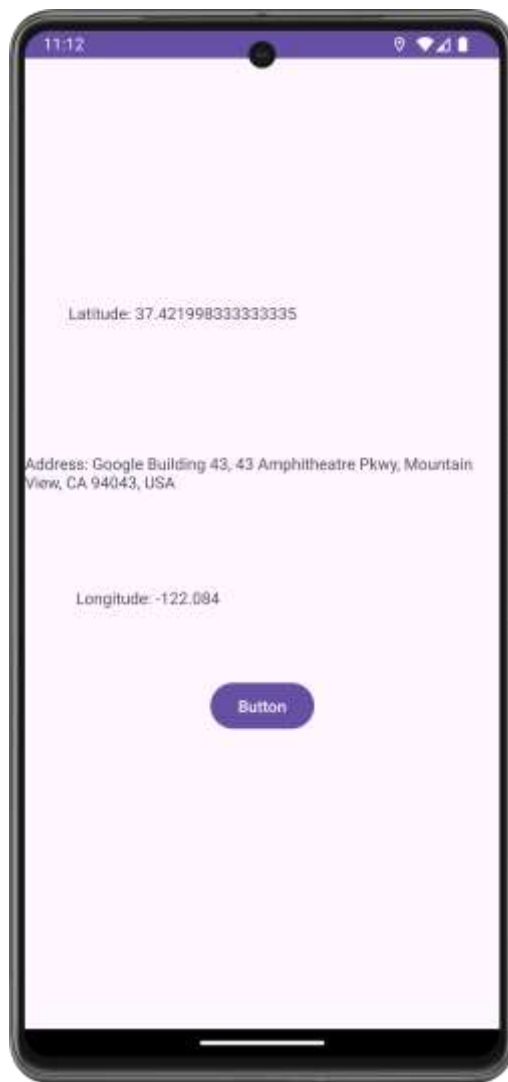 11:12
Latitude: 37.421998333333335
Address: Google Building 43, 43 Amphitheatre Pkwy, Mountain
View, CA 94043, USA
Longitude: -122.084
Button